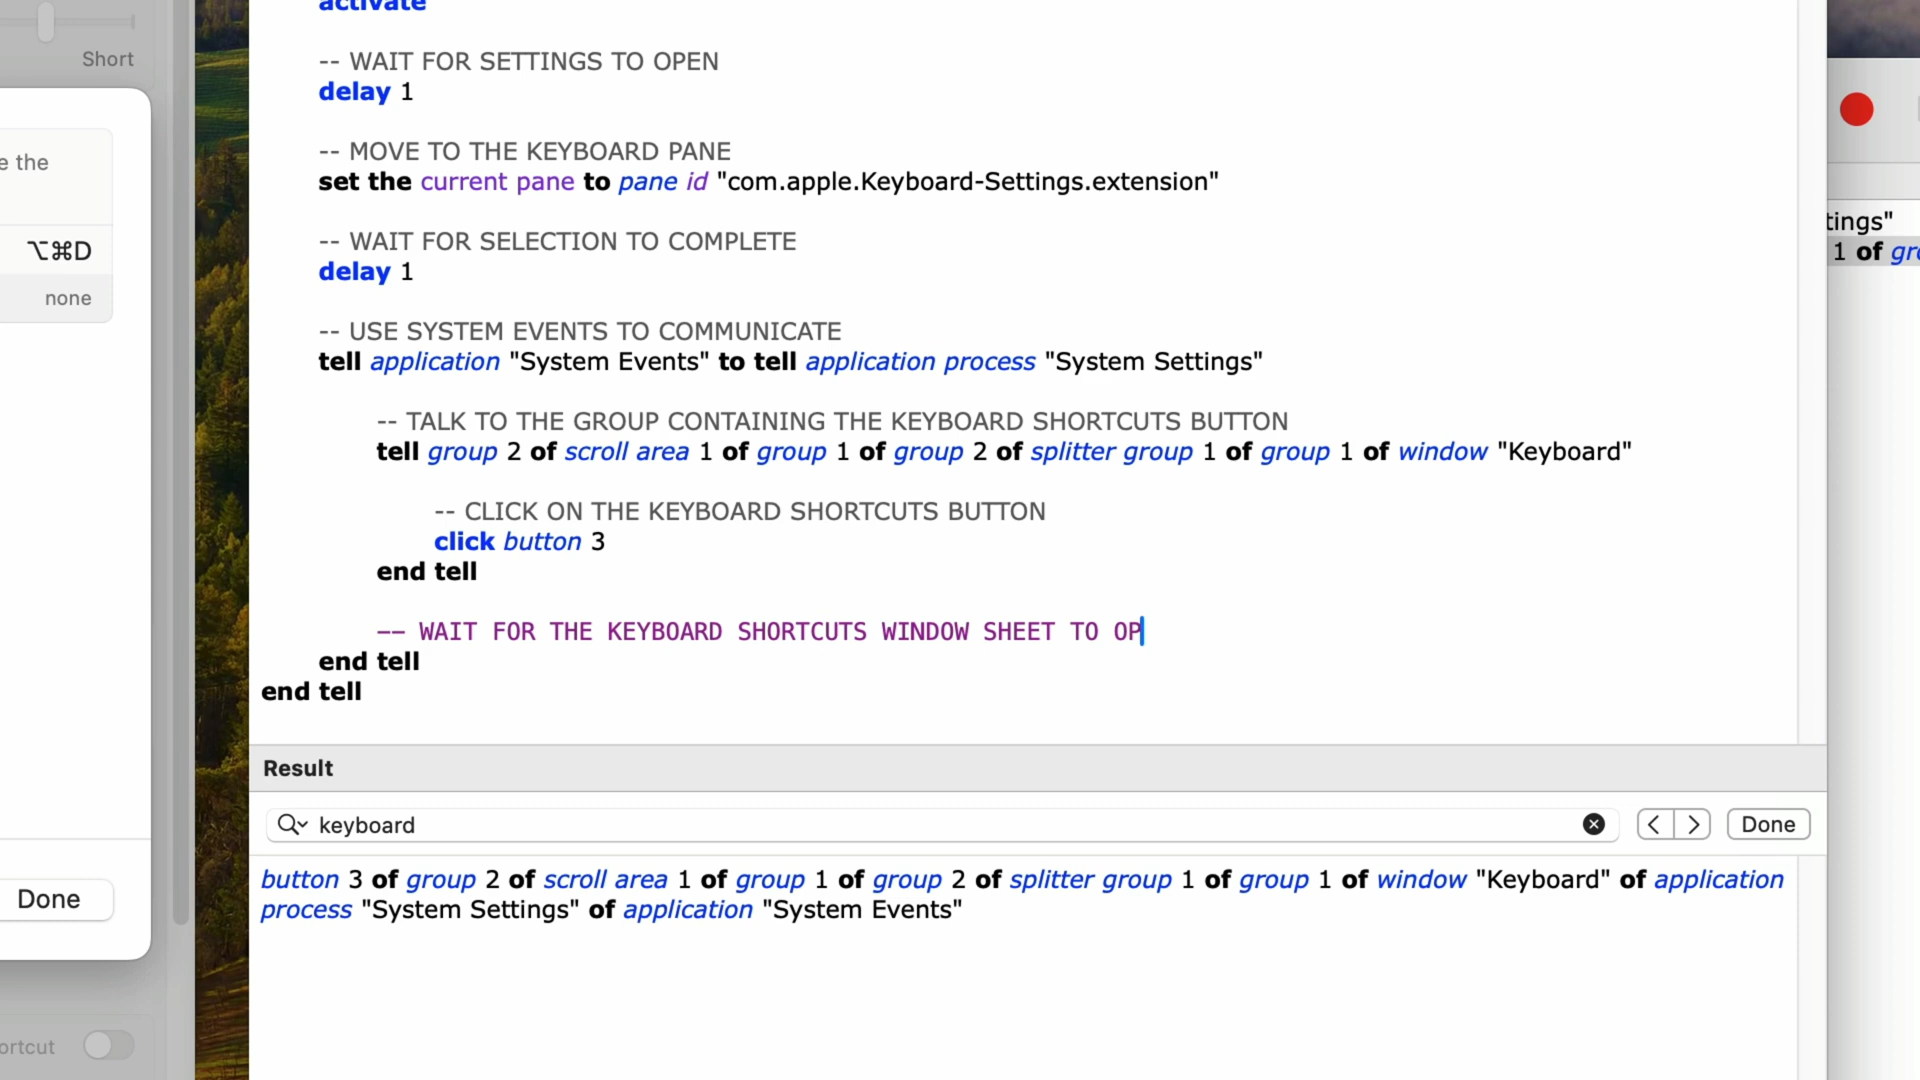 Short
e the
⌥⌘D
none
Done
ortcut
activate
-- WAIT FOR SETTINGS TO OPEN
delay 1
-- MOVE TO THE KEYBOARD PANE
set the current pane to pane id "com.apple.Keyboard-Settings.extension"
-- WAIT FOR SELECTION TO COMPLETE
delay 1
-- USE SYSTEM EVENTS TO COMMUNICATE
tell application "System Events" to tell application process "System Settings"
-- TALK TO THE GROUP CONTAINING THE KEYBOARD SHORTCUTS BUTTON
tell group 2 of scroll area 1 of group 1 of group 2 of splitter group 1 of group 1 of window "Keyboard"
-- CLICK ON THE KEYBOARD SHORTCUTS BUTTON
click button 3
end tell
-- WAIT FOR THE KEYBOARD SHORTCUTS WINDOW SHEET TO OP
end tell
end tell
Result
keyboard
Done
button 3 of group 2 of scroll area 1 of group 1 of group 2 of splitter group 1 of group 1 of window "Keyboard" of application
process "System Settings" of application "System Events"
tings"
1 of gro